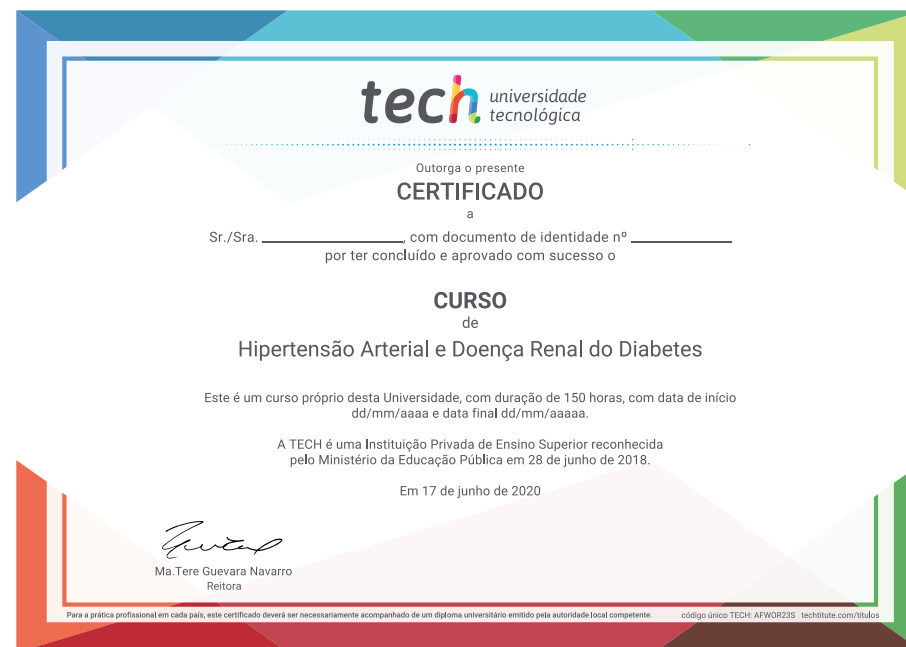 tech universidade
tecnológica
Outorga o presente
CERTIFICADO
a
Sr./Sra. ______________, com documento de identidade nº __________
por ter concluído e aprovado com sucesso o
CURSO
de
Hipertensão Arterial e Doença Renal do Diabetes
Este é um curso próprio desta Universidade, com duração de 150 horas, com data de início
dd/mm/aaaa e data final dd/mm/aaaaa.
A TECH é uma Instituição Privada de Ensino Superior reconhecida
pelo Ministério da Educação Pública em 28 de junho de 2018.
Em 17 de junho de 2020
Ma.Tere Guevara Navarro
Reitora
Para a prática profissional em cada país, este certificado deverá ser necessariamente acompanhado de um diploma universitário emitido pela autoridade local competente. código único TECH: AFWOR23S techtitute.com/titulos